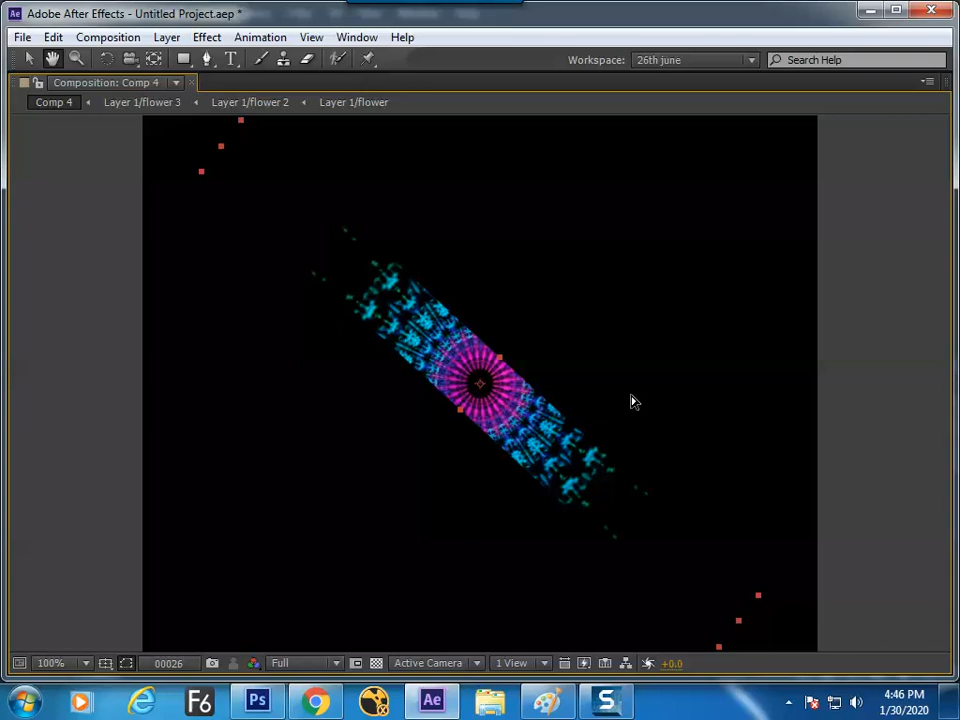 Adobe After Effects - Untitled Project.aep *
File Edit Composition Layer Effect Animation View Window Help
Workspace: 26th june Search Help
Composition: Comp 4
Comp 4 Layer 1/flower 3 Layer 1/flower 2 Layer 1/flower
100% 00026 Full Active Camera 1 View +0.0
F6 Ps Ae S
4:46 PM
1/30/2020